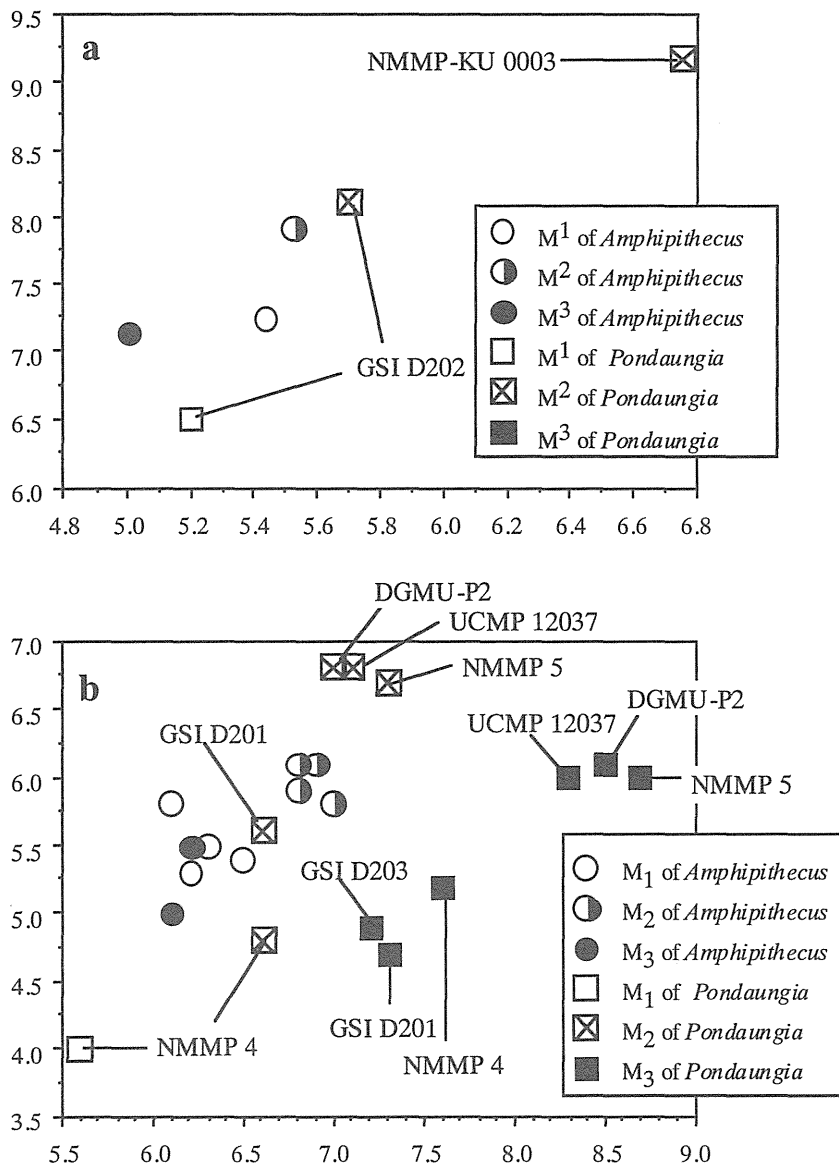 a
9.5
9.0
8.5
8.0
7.5
7.0
6.5
6.0
4.8 5.0 5.2 5.4 5.6 5.8 6.0 6.2 6.4 6.6 6.8
NMMP-KU 0003
GSI D202
M¹ of Amphipithecus
M² of Amphipithecus
M³ of Amphipithecus
M¹ of Pondaungia
M² of Pondaungia
M³ of Pondaungia
b
7.0
6.5
6.0
5.5
5.0
4.5
4.0
3.5
5.5 6.0 6.5 7.0 7.5 8.0 8.5 9.0
DGMU-P2
UCMP 12037
NMMP 5
GSI D201
DGMU-P2
UCMP 12037
NMMP 5
GSI D203
GSI D201
NMMP 4
NMMP 4
M₁ of Amphipithecus
M₂ of Amphipithecus
M₃ of Amphipithecus
M₁ of Pondaungia
M₂ of Pondaungia
M₃ of Pondaungia